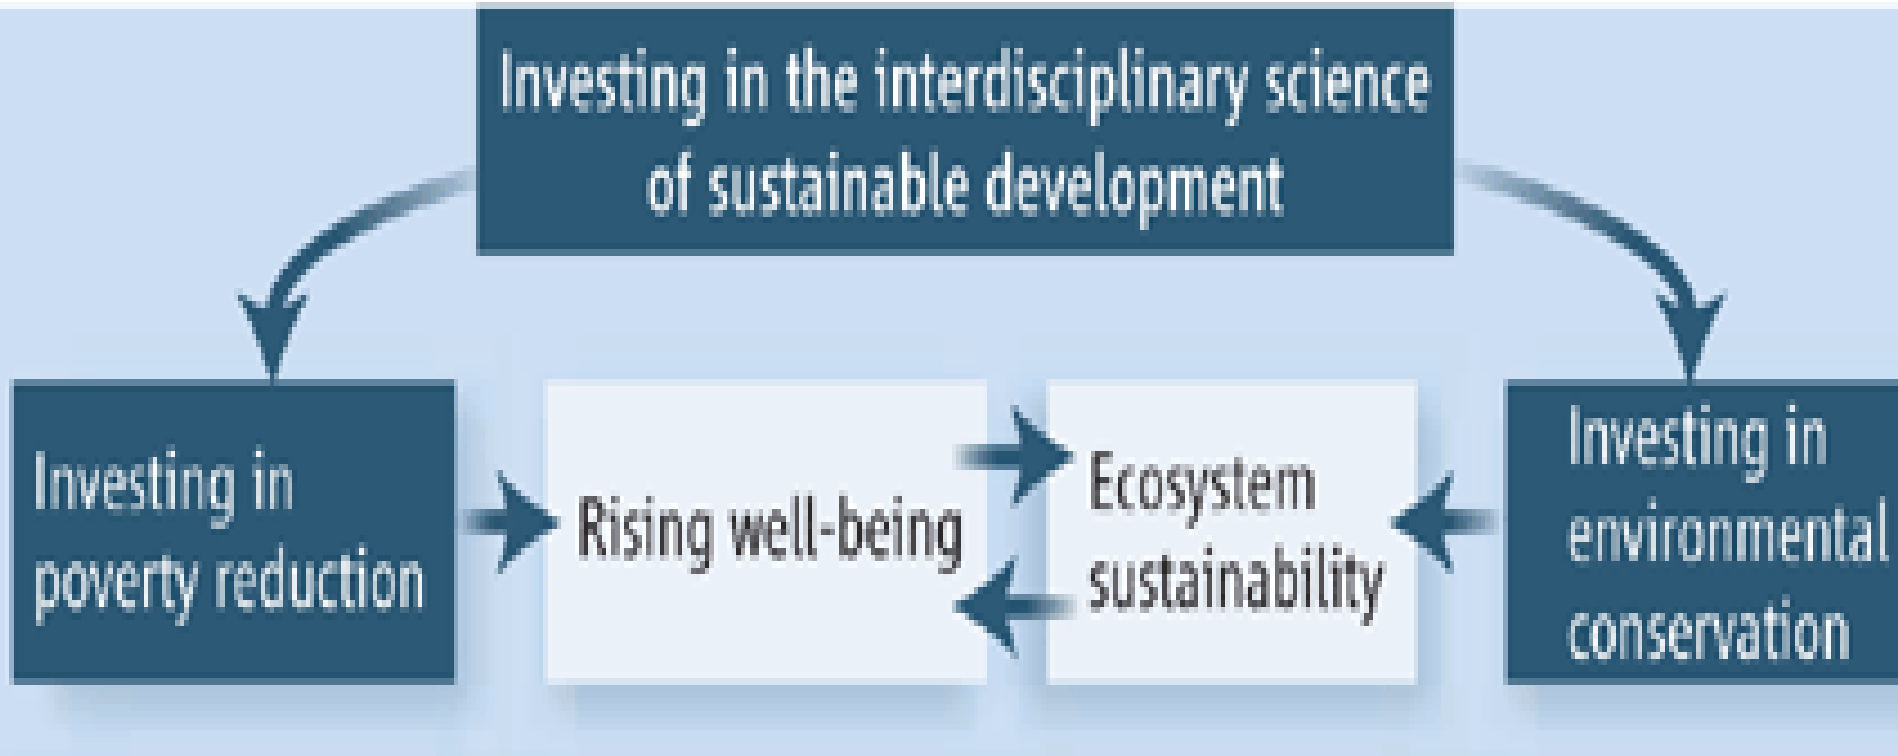 Investing in the interdisciplinary science
of sustainable development
Investing in
poverty reduction
Rising well-being
Ecosystem
sustainability
Investing in
environmental
conservation